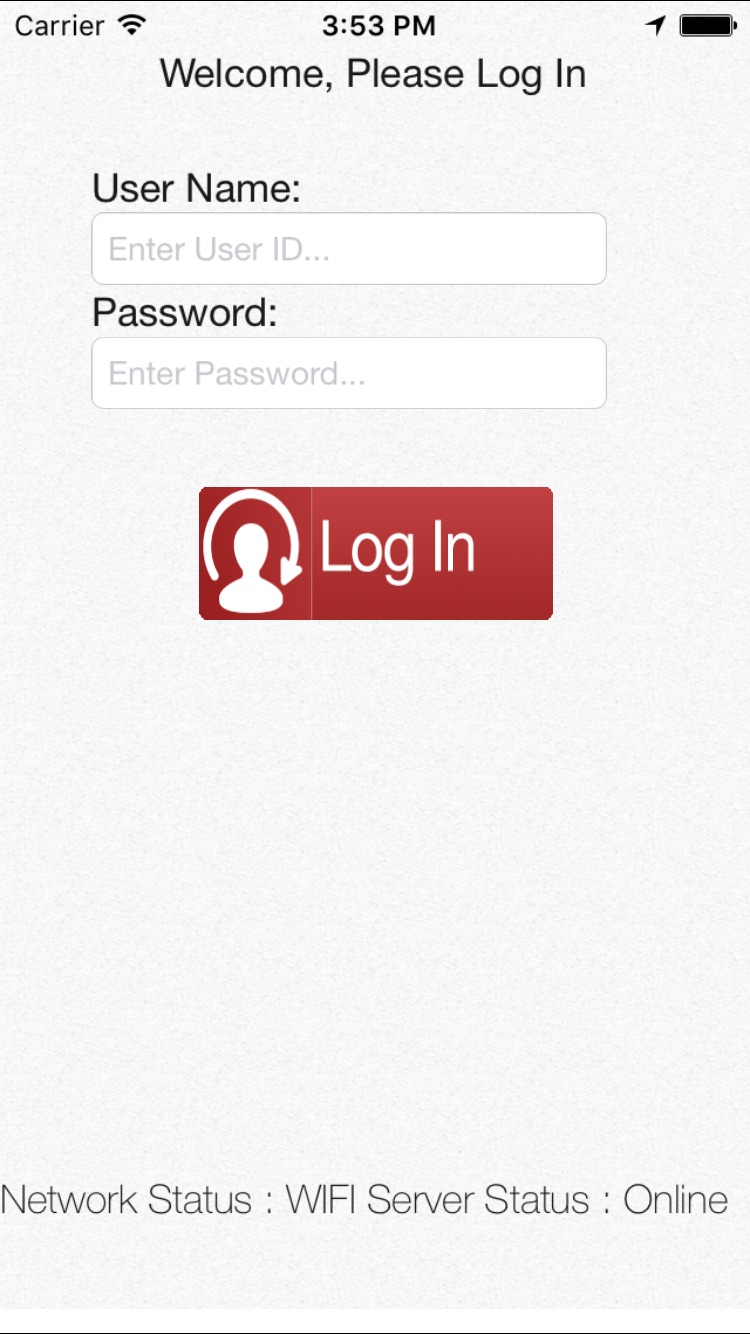 Carrier 3:53 PM
Welcome, Please Log In
User Name:
Enter User ID...
Password:
Enter Password...
Log In
Network Status : WIFI Server Status : Online